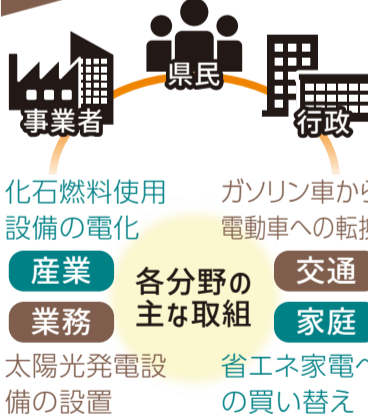 県民
事業者
行政
化石燃料使用
設備の電化
ガソリン車から
電動車への転換
産業
業務
各分野の
主な取組
交通
家庭
太陽光発電設
備の設置
省エネ家電へ
の買い替え